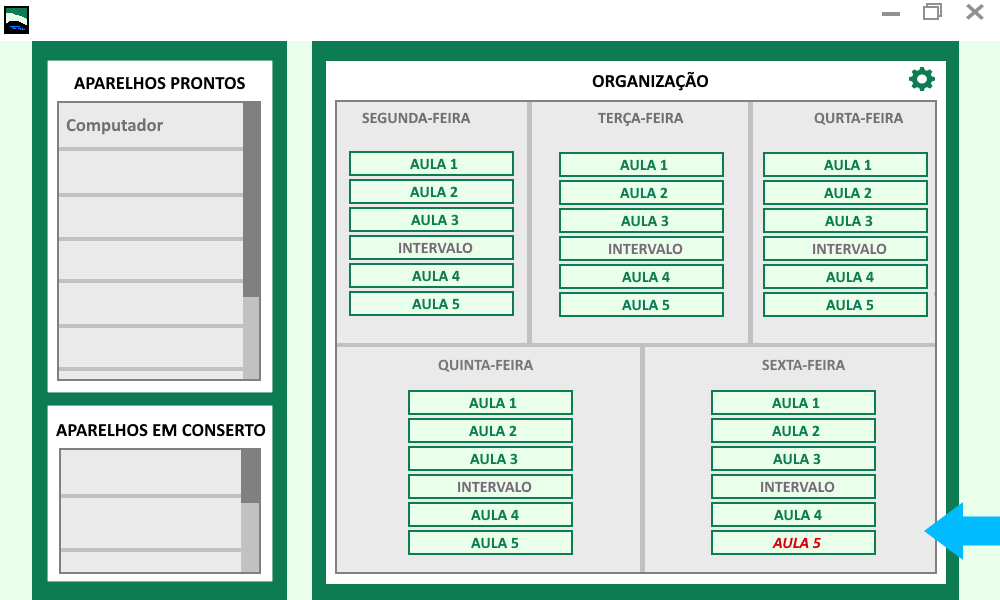 APARELHOS PRONTOS
Computador
APARELHOS EM CONSERTO
ORGANIZAÇÃO
SEGUNDA-FEIRA
AULA 1
AULA 2
AULA 3
INTERVALO
AULA 4
AULA 5
TERÇA-FEIRA
AULA 1
AULA 2
AULA 3
INTERVALO
AULA 4
AULA 5
QURTA-FEIRA
AULA 1
AULA 2
AULA 3
INTERVALO
AULA 4
AULA 5
QUINTA-FEIRA
AULA 1
AULA 2
AULA 3
INTERVALO
AULA 4
AULA 5
SEXTA-FEIRA
AULA 1
AULA 2
AULA 3
INTERVALO
AULA 4
AULA 5